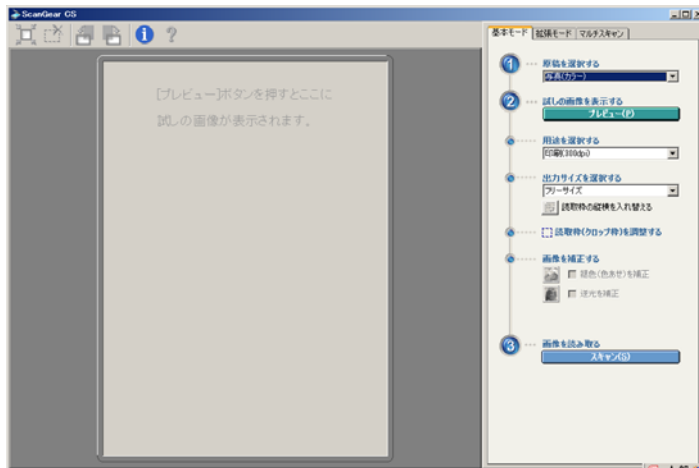 ScanGear CS
基本モード 拡張モード マルチスキャン
[プレビュー]ボタンを押すとここに
試しの画像が表示されます。
1 原稿を選択する
写真(カラー)
2 試しの画像を表示する
プレビュー(P)
用途を選択する
印刷(300dpi)
出力サイズを選択する
フリーサイズ
読取枠の縦横を入れ替える
読取枠(クロップ枠)を調整する
画像を補正する
褪色(色あせ)を補正
逆光を補正
3 画像を読み取る
スキャン(S)